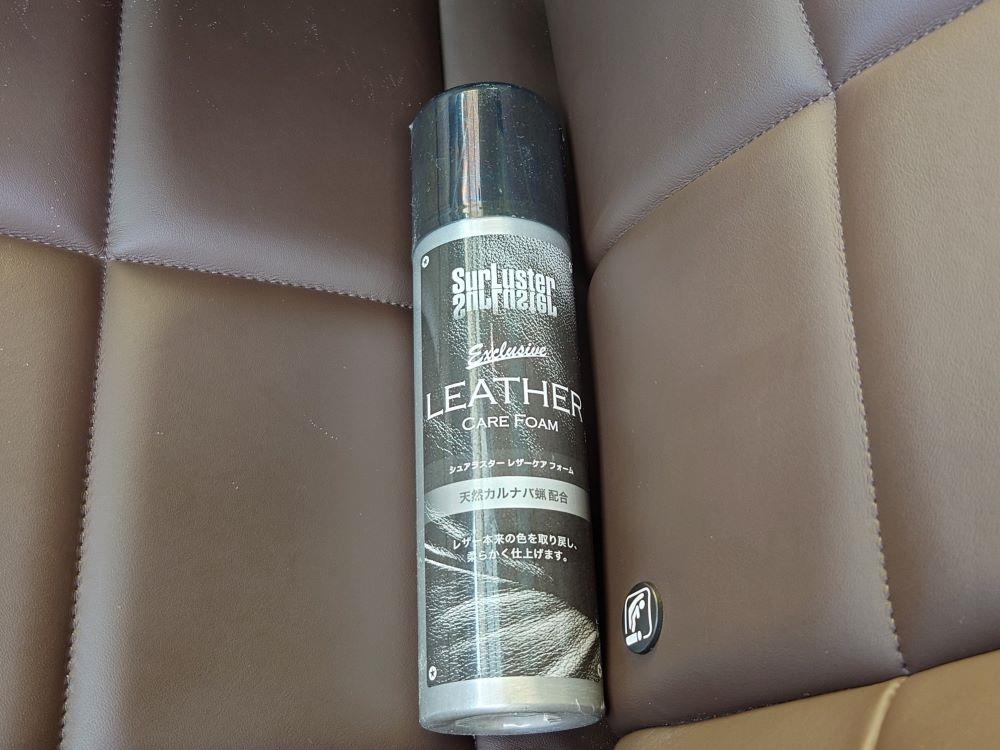 SurLuster
Exclusive
LEATHER
CARE FOAM
シュアラスター レザーケア フォーム
天然カルナバ蝋配合
レザー本来の色を取り戻し、
柔らかく仕上げます。